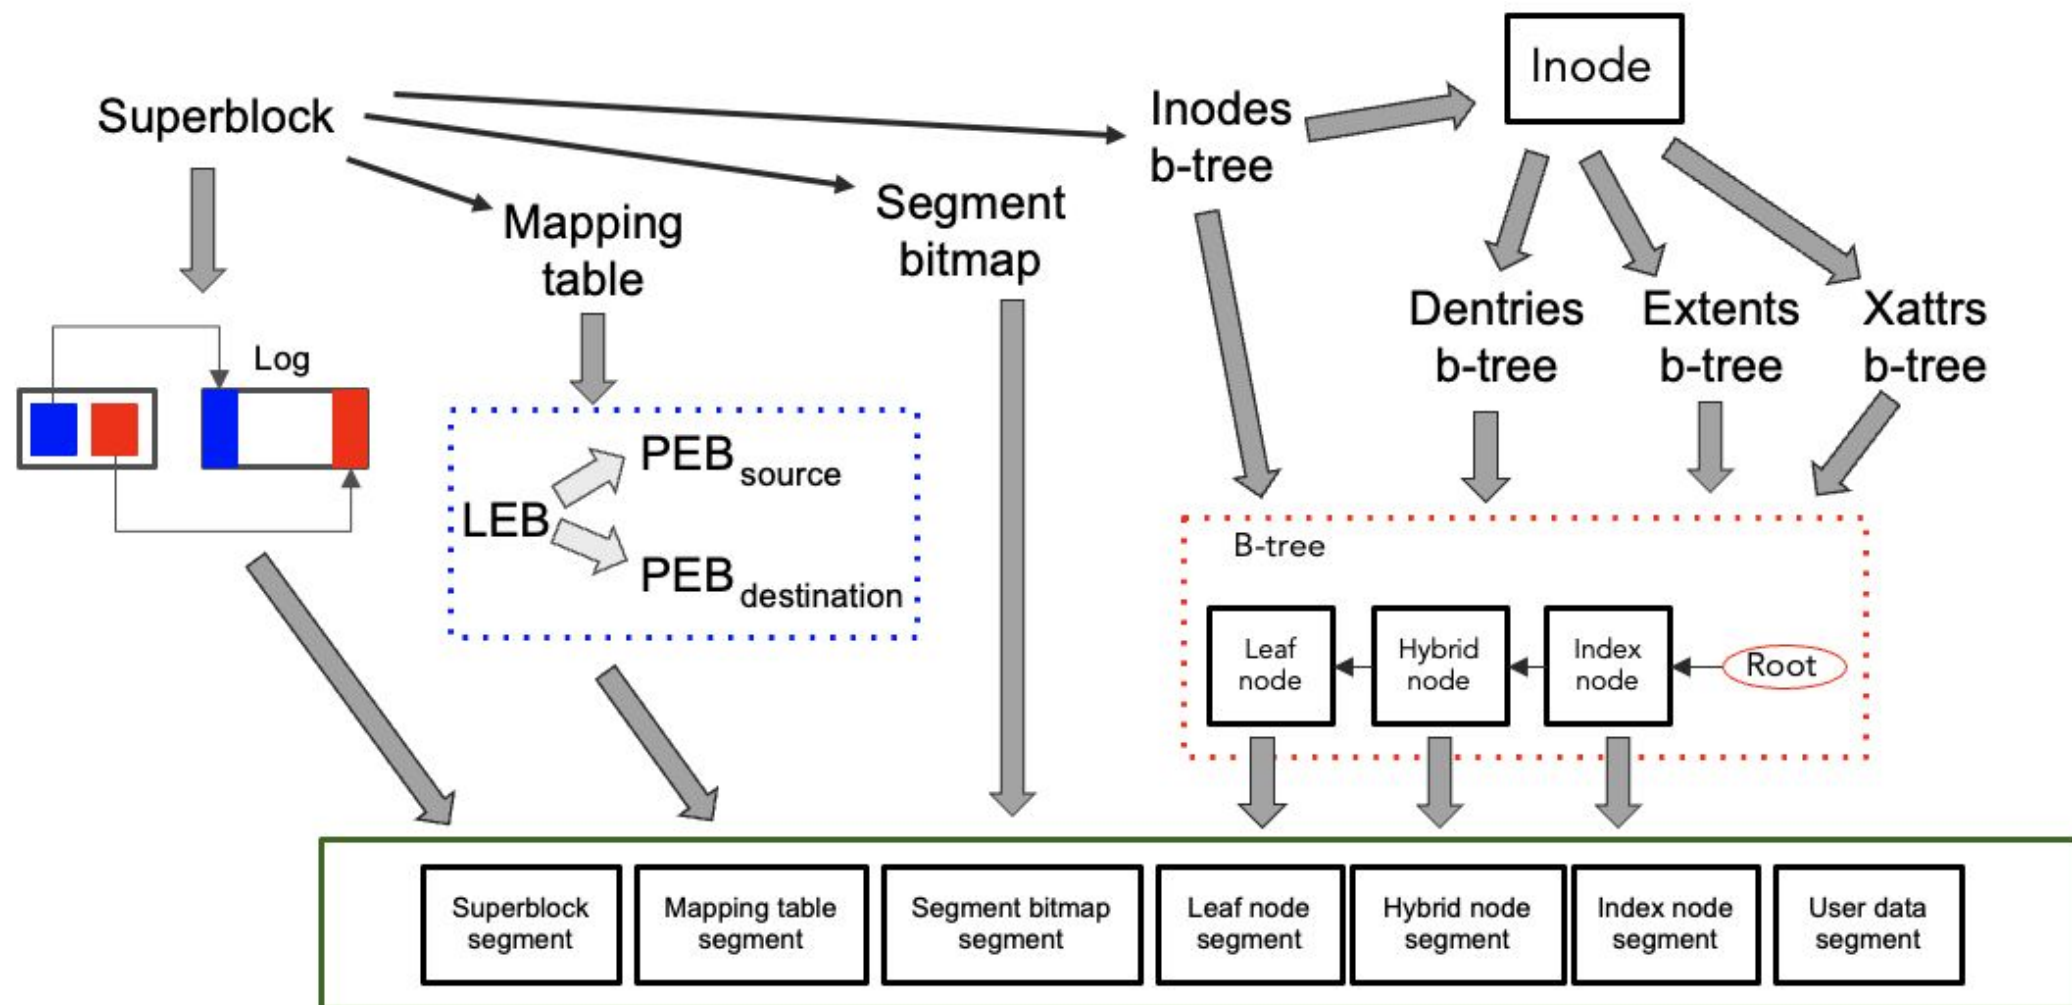 Superblock
Mapping
table
Segment
bitmap
Inodes
b-tree
Inode
Dentries
b-tree
Extents
b-tree
Xattrs
b-tree
Log
LEB
PEB source
PEB destination
B-tree
Leaf
node
Hybrid
node
Index
node
Root
Superblock
segment
Mapping table
segment
Segment bitmap
segment
Leaf node
segment
Hybrid node
segment
Index node
segment
User data
segment